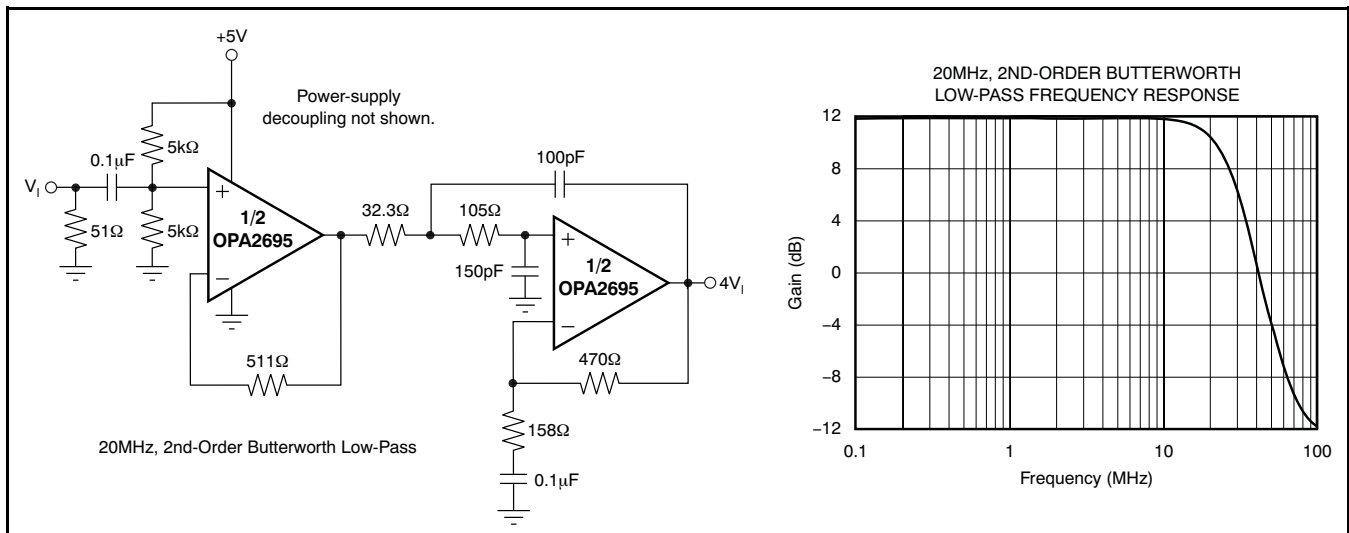 +5V
Power-supply
decoupling not shown.
5kΩ
0.1μF
V_I
51Ω
5kΩ
+
1/2
OPA2695
−
511Ω
32.3Ω
105Ω
100pF
150pF
+
1/2
OPA2695
−
4V_I
470Ω
158Ω
0.1μF
20MHz, 2nd-Order Butterworth Low-Pass
20MHZ, 2ND-ORDER BUTTERWORTH
LOW-PASS FREQUENCY RESPONSE
Gain (dB)
12
8
4
0
−4
−8
−12
0.1
1
10
100
Frequency (MHz)